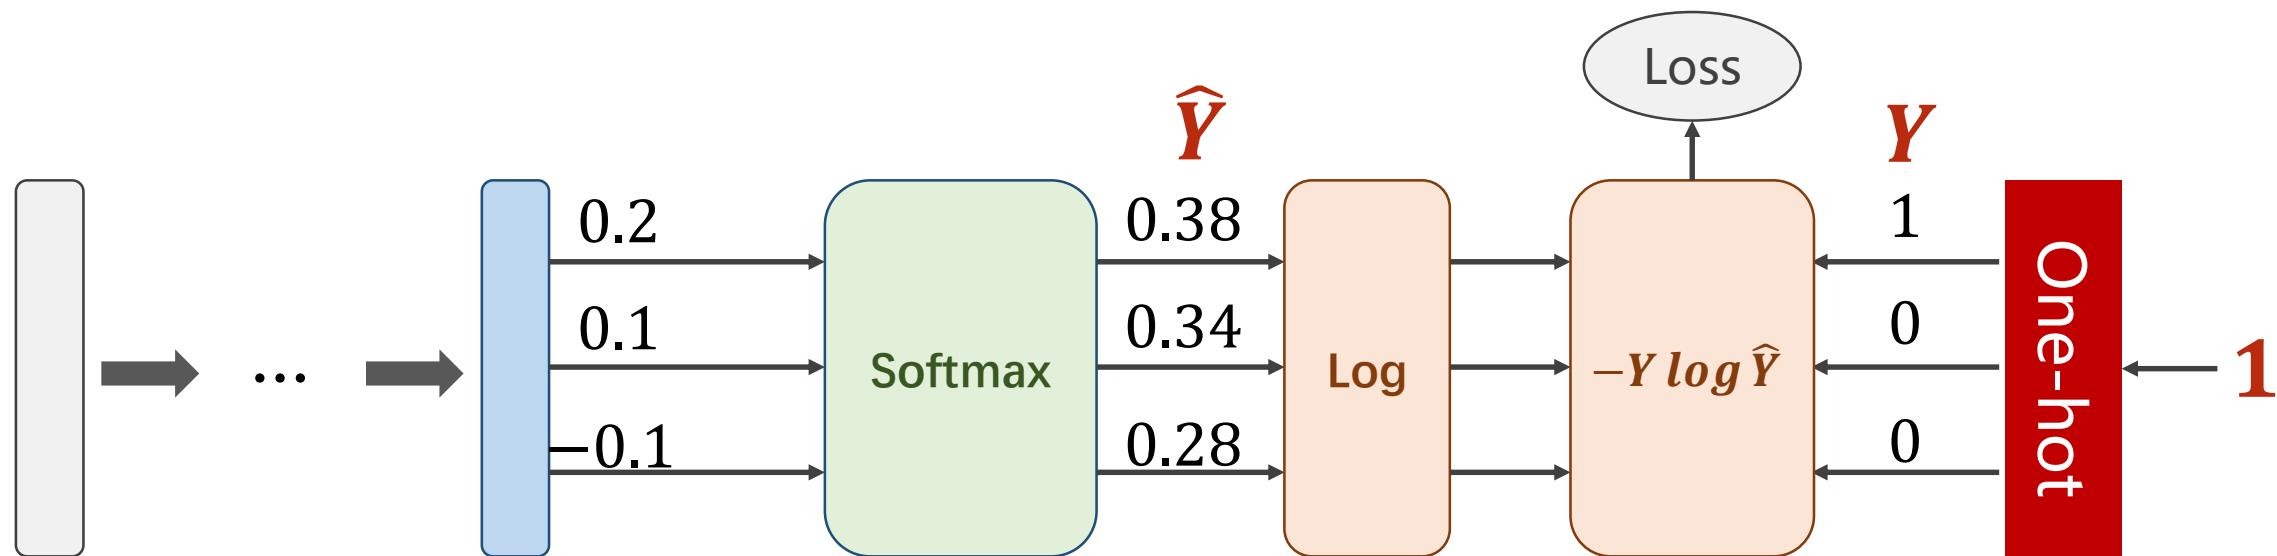 Loss
Ŷ
Y
0.2
0.38
1
0.1
0.34
0
−0.1
0.28
0
...
Softmax
Log
−Y log Ŷ
One-hot
1